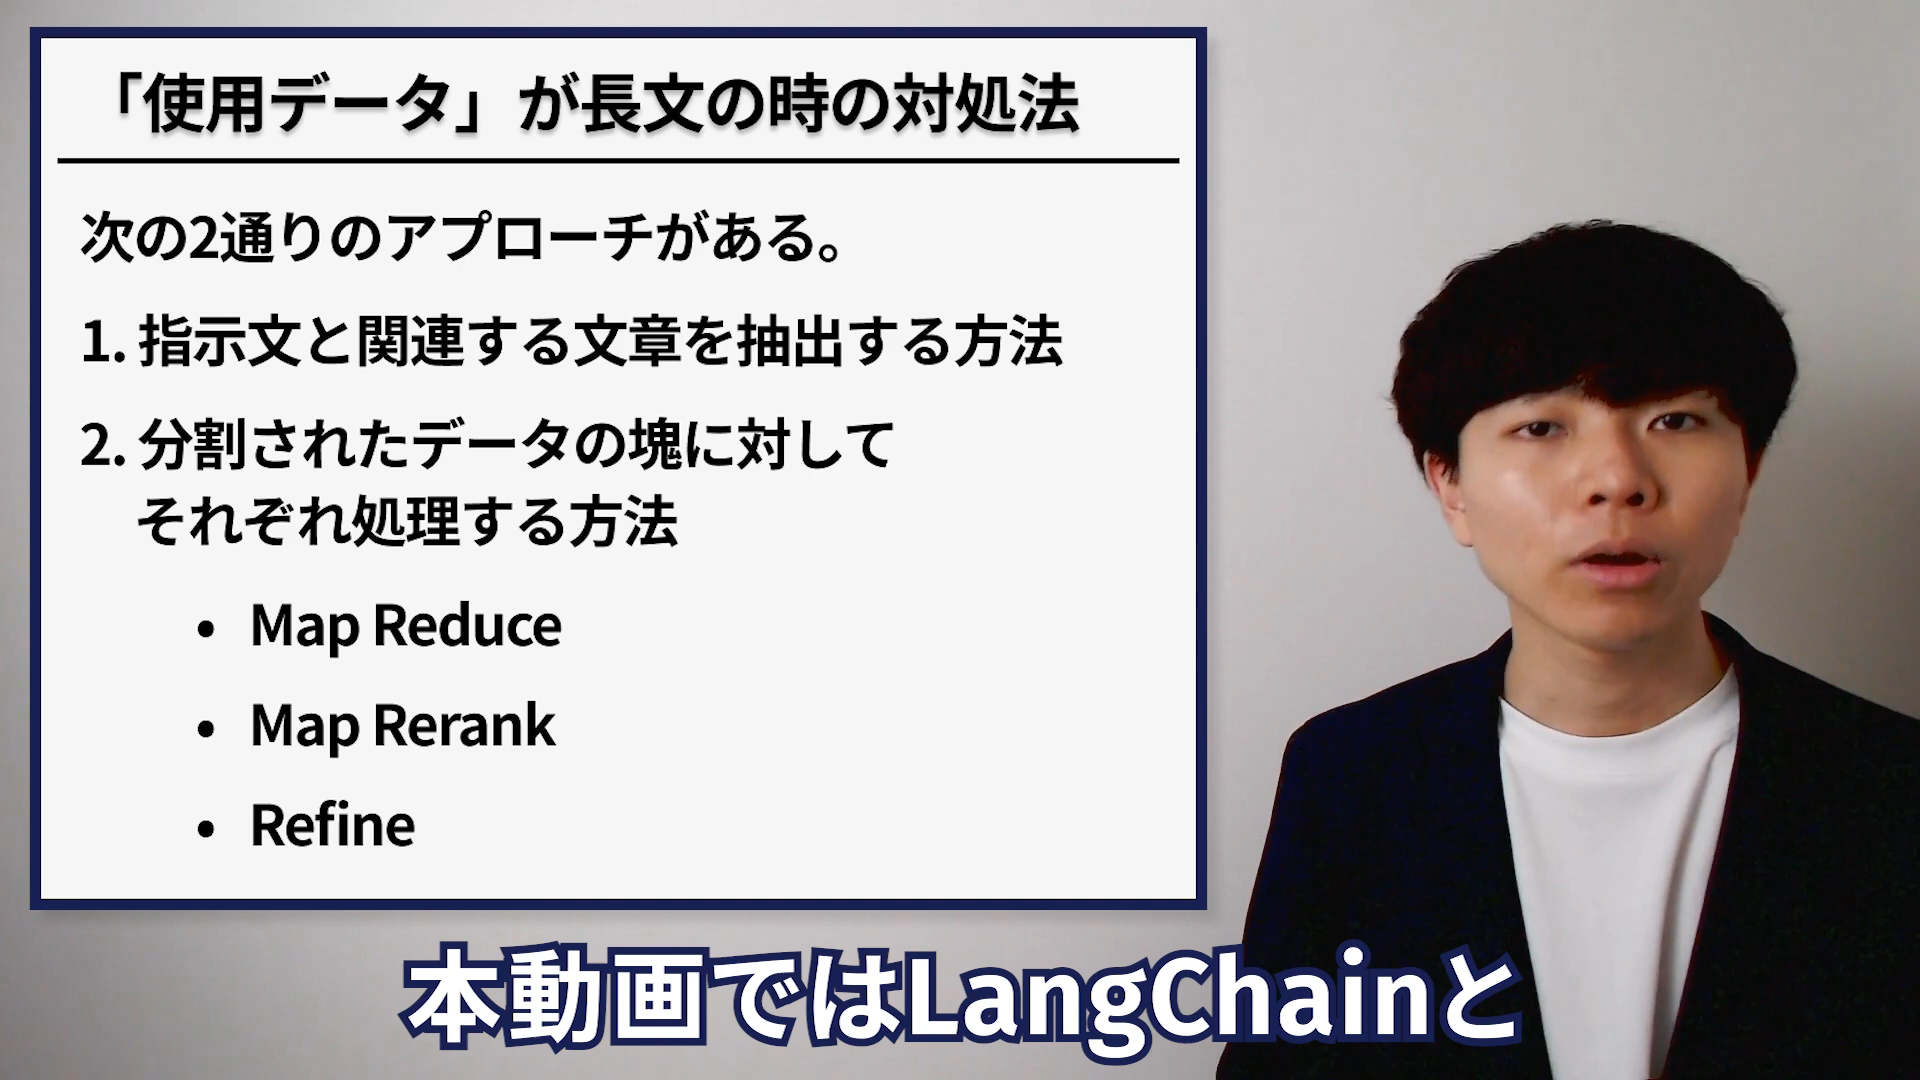 「使用データ」が長文の時の対処法
次の2通りのアプローチがある。
1. 指示文と関連する文章を抽出する方法
2. 分割されたデータの塊に対して
それぞれ処理する方法
• Map Reduce
• Map Rerank
• Refine
本動画ではLangChainと